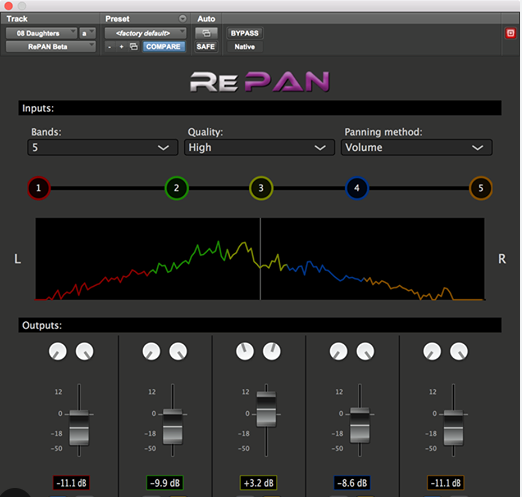 Track Preset Auto
08 Daughters a <factory default> BYPASS
RePAN Beta - + COMPARE SAFE Native
REPAN
Inputs:
Bands: Quality: Panning method:
5 High Volume
1 2 3 4 5
L R
Outputs:
12 12 12 12 12
0 0 0 0 0
-18 -18 -18 -18 -18
-50 -50 -50 -50 -50
-11.1 dB -9.9 dB +3.2 dB -8.6 dB -11.1 dB